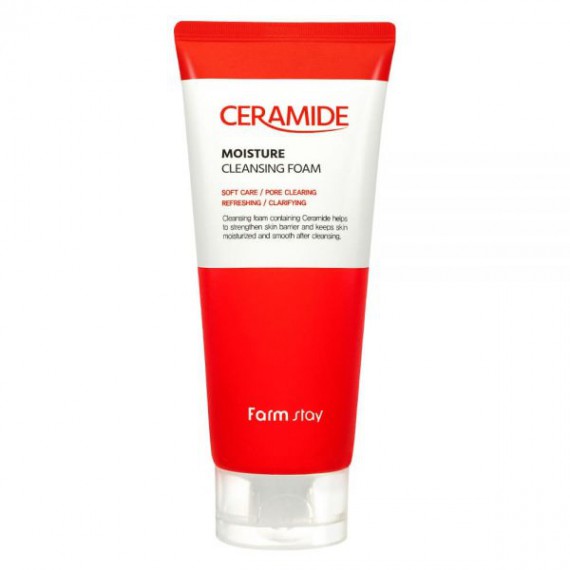 CERAMIDE
MOISTURE
CLEANSING FOAM
SOFT CARE / PORE CLEARING
REFRESHING / CLARIFYING
Cleansing foam containing Ceramide helps
to strengthen skin barrier and keeps skin
moisturized and smooth after cleansing.
Farm stay